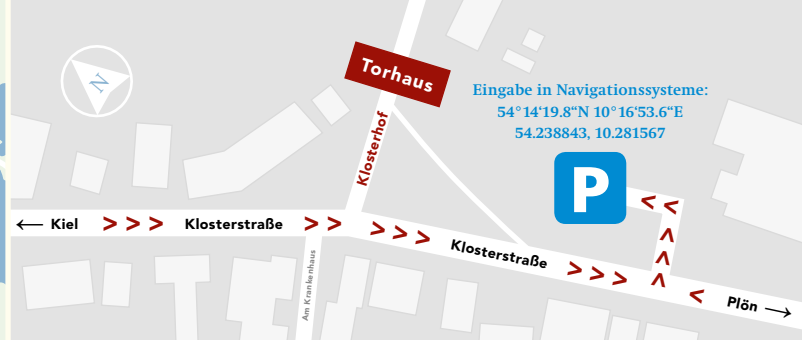 Torhaus
Eingabe in Navigationssysteme:
54°14‘19.8“N 10°16‘53.6“E
54.238843, 10.281567
N
P
Klosterhof
← Kiel > > > Klosterstraße > > > > > Klosterstraße > > > < Plön →
< <
^
^
^
Am Krankenhaus